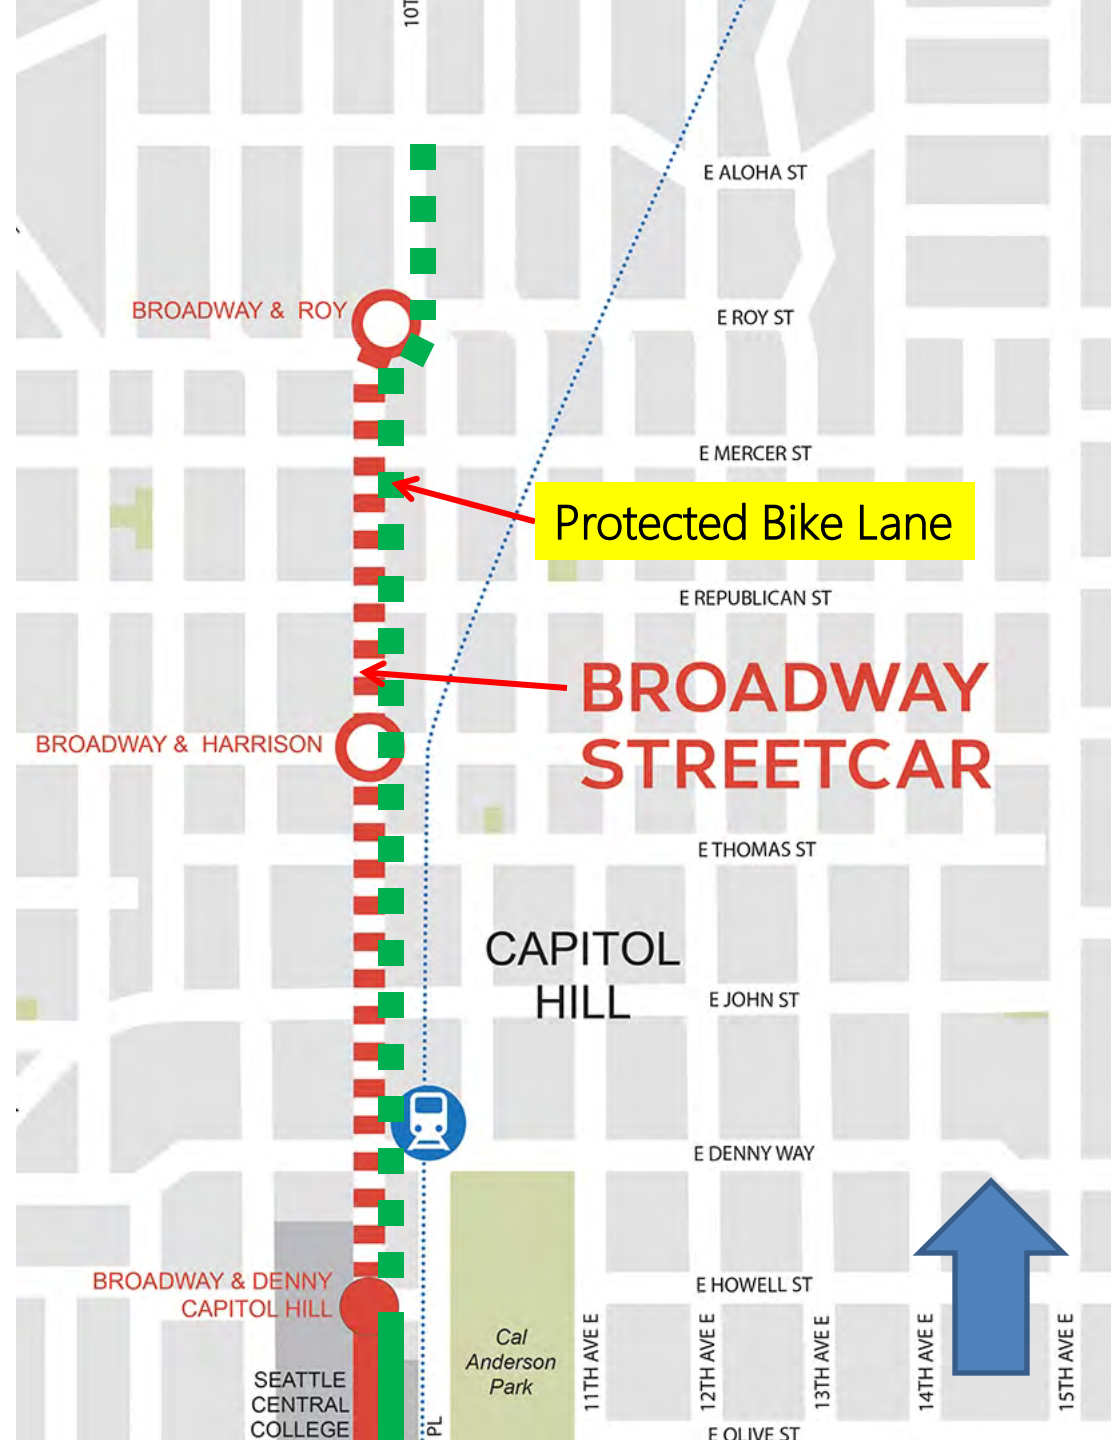 10T
E ALOHA ST
BROADWAY & ROY
E ROY ST
E MERCER ST
Protected Bike Lane
E REPUBLICAN ST
BROADWAY
STREETCAR
BROADWAY & HARRISON
E THOMAS ST
CAPITOL
HILL
E JOHN ST
E DENNY WAY
BROADWAY & DENNY
CAPITOL HILL
E HOWELL ST
Cal
Anderson
Park
11TH AVE E
12TH AVE E
13TH AVE E
14TH AVE E
15TH AVE E
SEATTLE
CENTRAL
COLLEGE
PL
E OLIVE ST